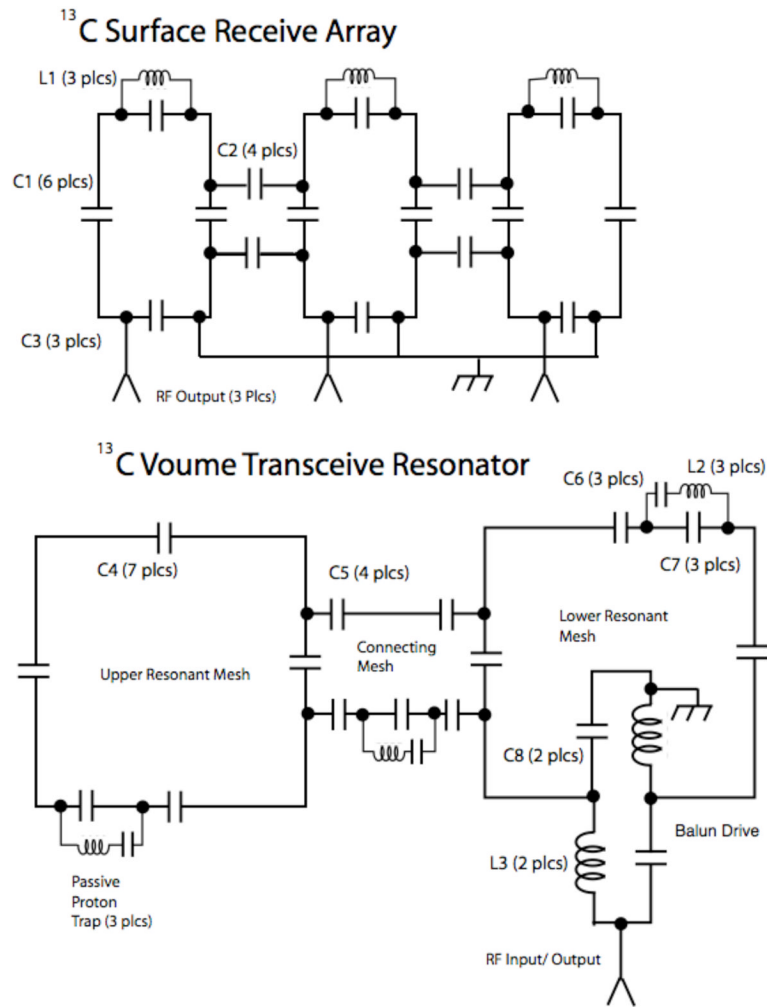 13C Surface Receive Array
L1 (3 plcs)
C2 (4 plcs)
C1 (6 plcs)
C3 (3 plcs)
RF Output (3 Plcs)
13C Voume Transceive Resonator
C6 (3 plcs)
L2 (3 plcs)
C4 (7 plcs)
C5 (4 plcs)
C7 (3 plcs)
Lower Resonant
Mesh
Connecting
Mesh
Upper Resonant Mesh
C8 (2 plcs)
Balun Drive
L3 (2 plcs)
Passive
Proton
Trap (3 plcs)
RF Input/ Output